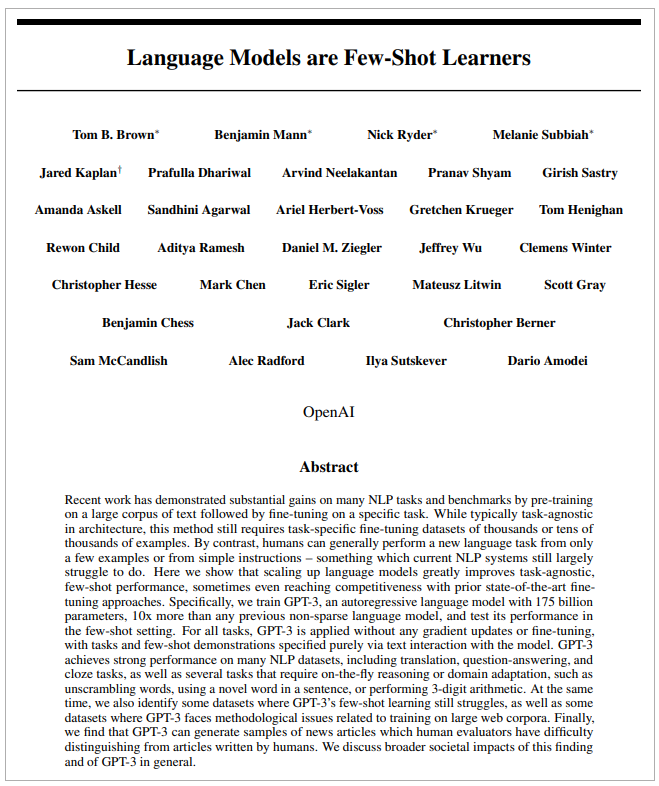 Language Models are Few-Shot Learners
Tom B. Brown* Benjamin Mann* Nick Ryder* Melanie Subbiah*
Jared Kaplan† Prafulla Dhariwal Arvind Neelakantan Pranav Shyam Girish Sastry
Amanda Askell Sandhini Agarwal Ariel Herbert-Voss Gretchen Krueger Tom Henighan
Rewon Child Aditya Ramesh Daniel M. Ziegler Jeffrey Wu Clemens Winter
Christopher Hesse Mark Chen Eric Sigler Mateusz Litwin Scott Gray
Benjamin Chess Jack Clark Christopher Berner
Sam McCandlish Alec Radford Ilya Sutskever Dario Amodei
OpenAI
Abstract
Recent work has demonstrated substantial gains on many NLP tasks and benchmarks by pre-training
on a large corpus of text followed by fine-tuning on a specific task. While typically task-agnostic
in architecture, this method still requires task-specific fine-tuning datasets of thousands or tens of
thousands of examples. By contrast, humans can generally perform a new language task from only
a few examples or from simple instructions – something which current NLP systems still largely
struggle to do. Here we show that scaling up language models greatly improves task-agnostic,
few-shot performance, sometimes even reaching competitiveness with prior state-of-the-art fine-
tuning approaches. Specifically, we train GPT-3, an autoregressive language model with 175 billion
parameters, 10x more than any previous non-sparse language model, and test its performance in
the few-shot setting. For all tasks, GPT-3 is applied without any gradient updates or fine-tuning,
with tasks and few-shot demonstrations specified purely via text interaction with the model. GPT-3
achieves strong performance on many NLP datasets, including translation, question-answering, and
cloze tasks, as well as several tasks that require on-the-fly reasoning or domain adaptation, such as
unscrambling words, using a novel word in a sentence, or performing 3-digit arithmetic. At the same
time, we also identify some datasets where GPT-3's few-shot learning still struggles, as well as some
datasets where GPT-3 faces methodological issues related to training on large web corpora. Finally,
we find that GPT-3 can generate samples of news articles which human evaluators have difficulty
distinguishing from articles written by humans. We discuss broader societal impacts of this finding
and of GPT-3 in general.